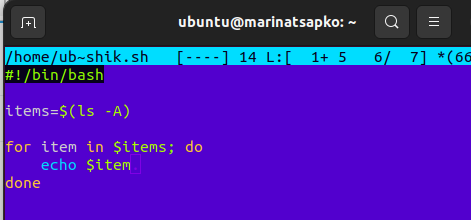 ubuntu@marinatsapko: ~
/home/ub~shik.sh [----] 14 L:[ 1+ 5 6/ 7] *(66
#!/bin/bash
items=$(ls -A)
for item in $items; do
echo $item
done